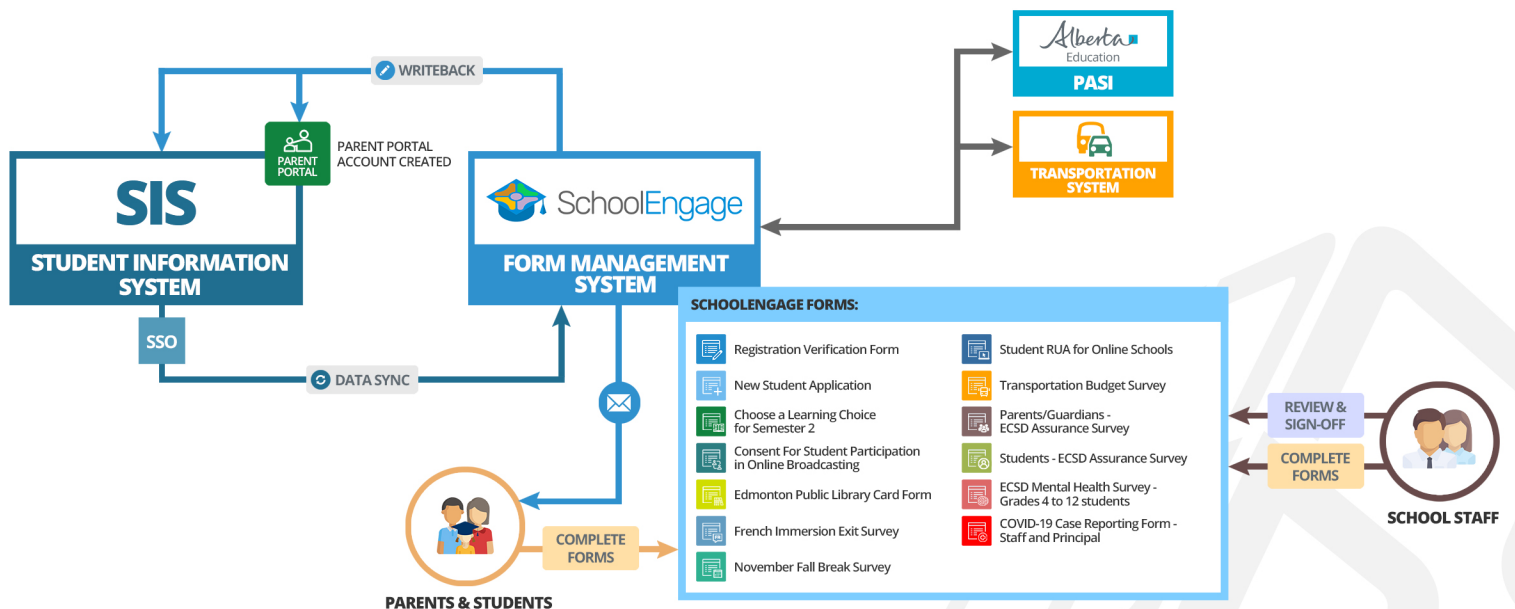 Alberta
Education
PASI
WRITEBACK
PARENT
PORTAL
PARENT PORTAL
ACCOUNT CREATED
SIS
STUDENT INFORMATION
SYSTEM
SchoolEngage
FORM MANAGEMENT
SYSTEM
TRANSPORTATION
SYSTEM
SSO
DATA SYNC
SCHOOLENGAGE FORMS:
Registration Verification Form
New Student Application
Choose a Learning Choice
for Semester 2
Consent For Student Participation
in Online Broadcasting
Edmonton Public Library Card Form
French Immersion Exit Survey
November Fall Break Survey
Student RUA for Online Schools
Transportation Budget Survey
Parents/Guardians -
ECSD Assurance Survey
Students - ECSD Assurance Survey
ECSD Mental Health Survey -
Grades 4 to 12 students
COVID-19 Case Reporting Form -
Staff and Principal
REVIEW &
SIGN-OFF
COMPLETE
FORMS
SCHOOL STAFF
COMPLETE
FORMS
PARENTS & STUDENTS